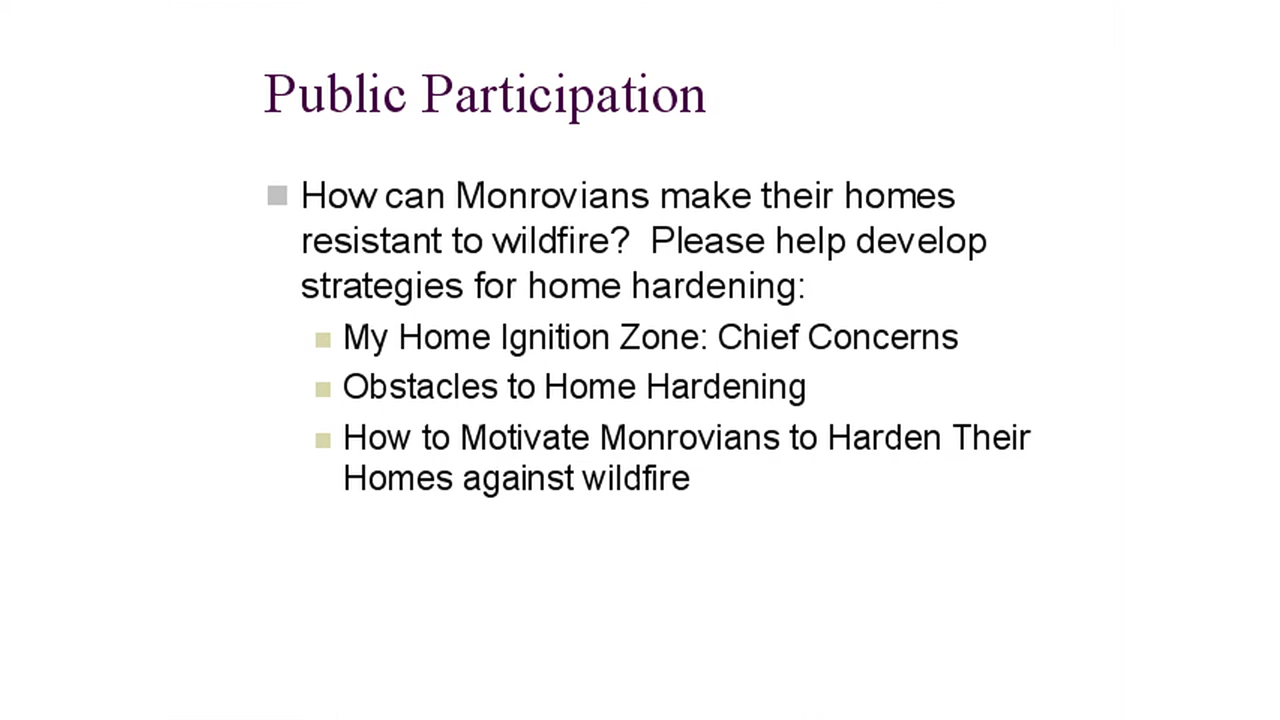 Public Participation
How can Monrovians make their homes
resistant to wildfire?  Please help develop
strategies for home hardening:
My Home Ignition Zone: Chief Concerns
Obstacles to Home Hardening
How to Motivate Monrovians to Harden Their
Homes against wildfire